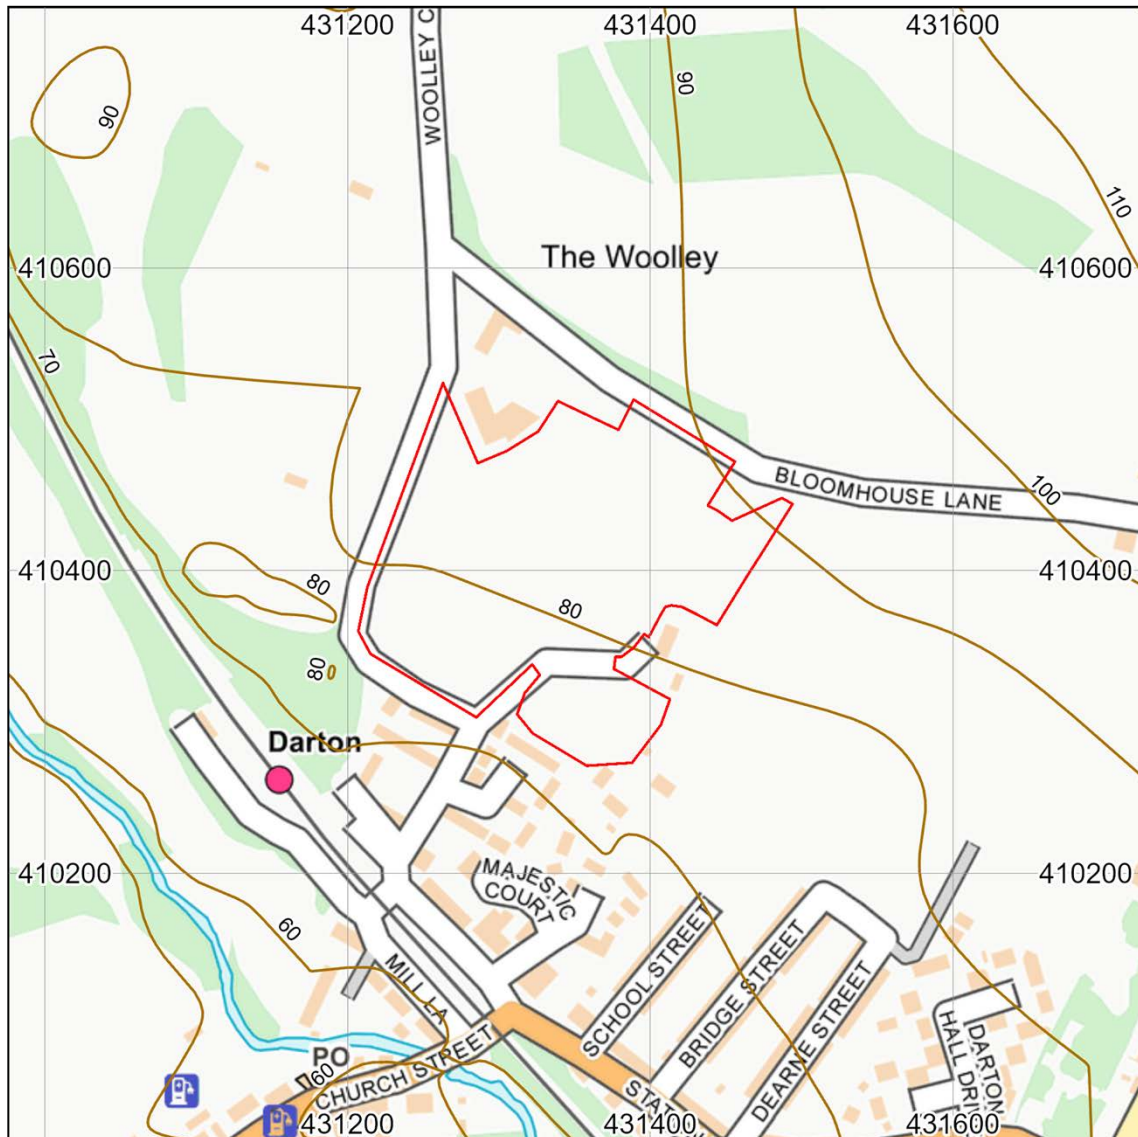 431200
431400
431600
WOOLLEY C
90
90
110
410600
The Woolley
410600
70
BLOOMHOUSE LANE
100
410400
80
80
410400
80
Darton
410200
MAJESTIC
COURT
410200
60
MILL LA
SCHOOL STREET
BRIDGE STREET
DEARNE STREET
DARTON
HALL DRIV
PO
60
CHURCH STREET
STAT
431200
431400
431600